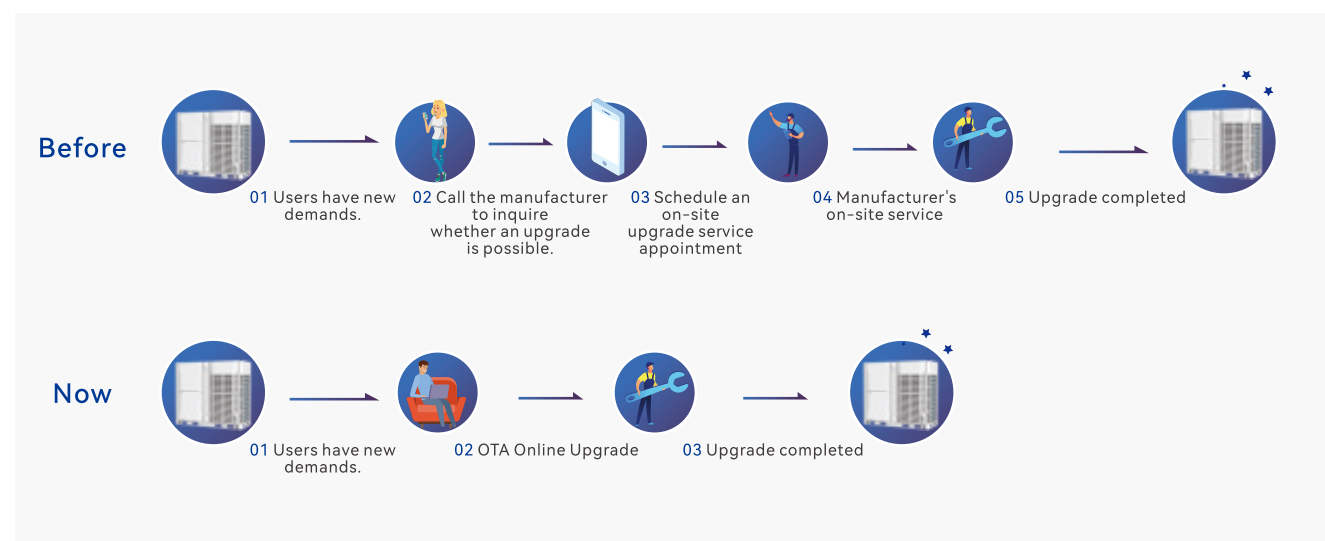 Before
01 Users have new
demands.
02 Call the manufacturer
to inquire
whether an upgrade
is possible.
03 Schedule an
on-site
upgrade service
appointment
04 Manufacturer's
on-site service
05 Upgrade completed
Now
01 Users have new
demands.
02 OTA Online Upgrade
03 Upgrade completed